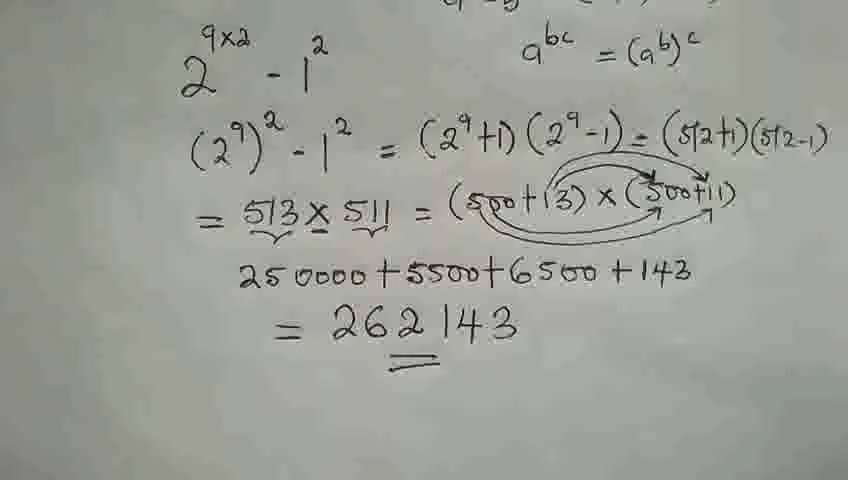 2^{9×2} - 1^2
a^{bc} = (a^b)^c
(2^9)^2 - 1^2 = (2^9+1)(2^9-1) = (512+1)(512-1)
= 513 × 511 = (500+13) × (500+11)
250000+5500+6500+143
= 262143